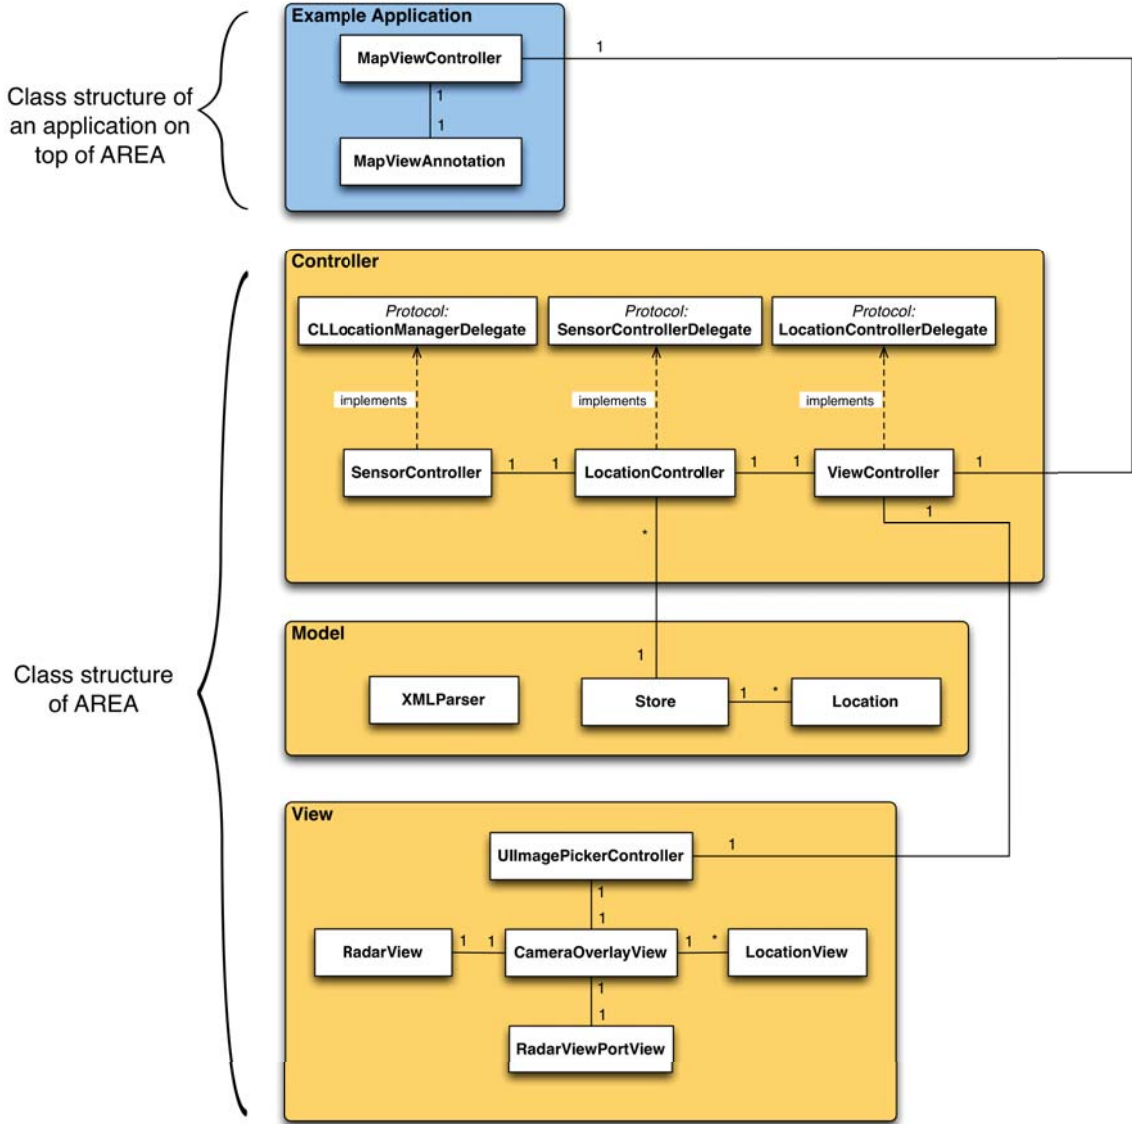 Example Application
MapViewController
1
1
1
MapViewAnnotation
Class structure of
an application on
top of AREA
Controller
Protocol:
CLLocationManagerDelegate
Protocol:
SensorControllerDelegate
Protocol:
LocationControllerDelegate
implements
implements
implements
SensorController
1
1
LocationController
1
1
ViewController
1
1
*
Model
1
XMLParser
Store
1
*
Location
Class structure
of AREA
View
UIImagePickerController
1
1
1
RadarView
1
1
CameraOverlayView
1
*
LocationView
1
1
RadarViewPortView